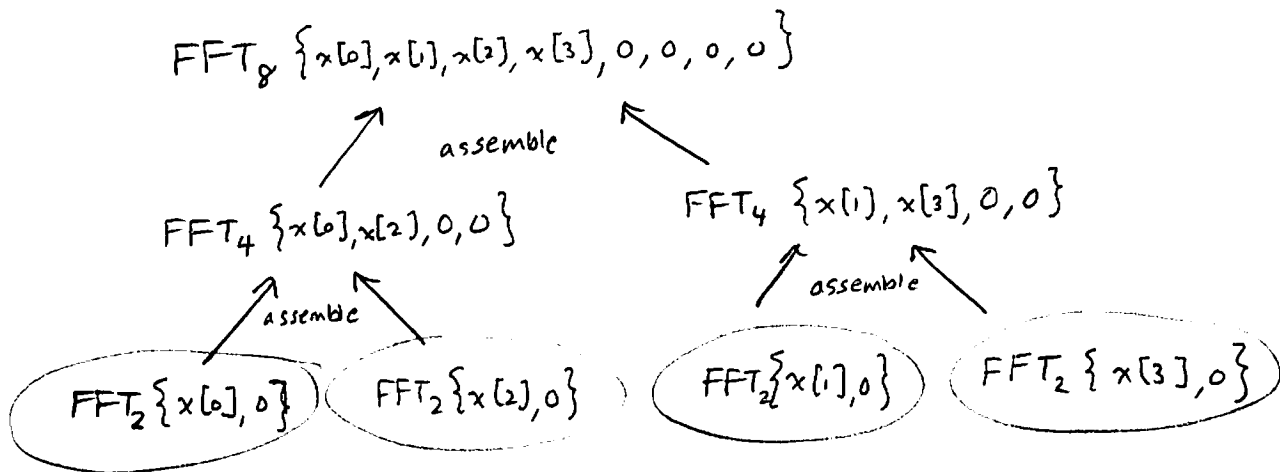 FFT₈ {x[0], x[1], x[2], x[3], 0, 0, 0, 0}
assemble
FFT₄ {x[0], x[2], 0, 0} FFT₄ {x[1], x[3], 0, 0}
assemble assemble
FFT₂ {x[0], 0} FFT₂ {x[2], 0} FFT₂ {x[1], 0} FFT₂ {x[3], 0}